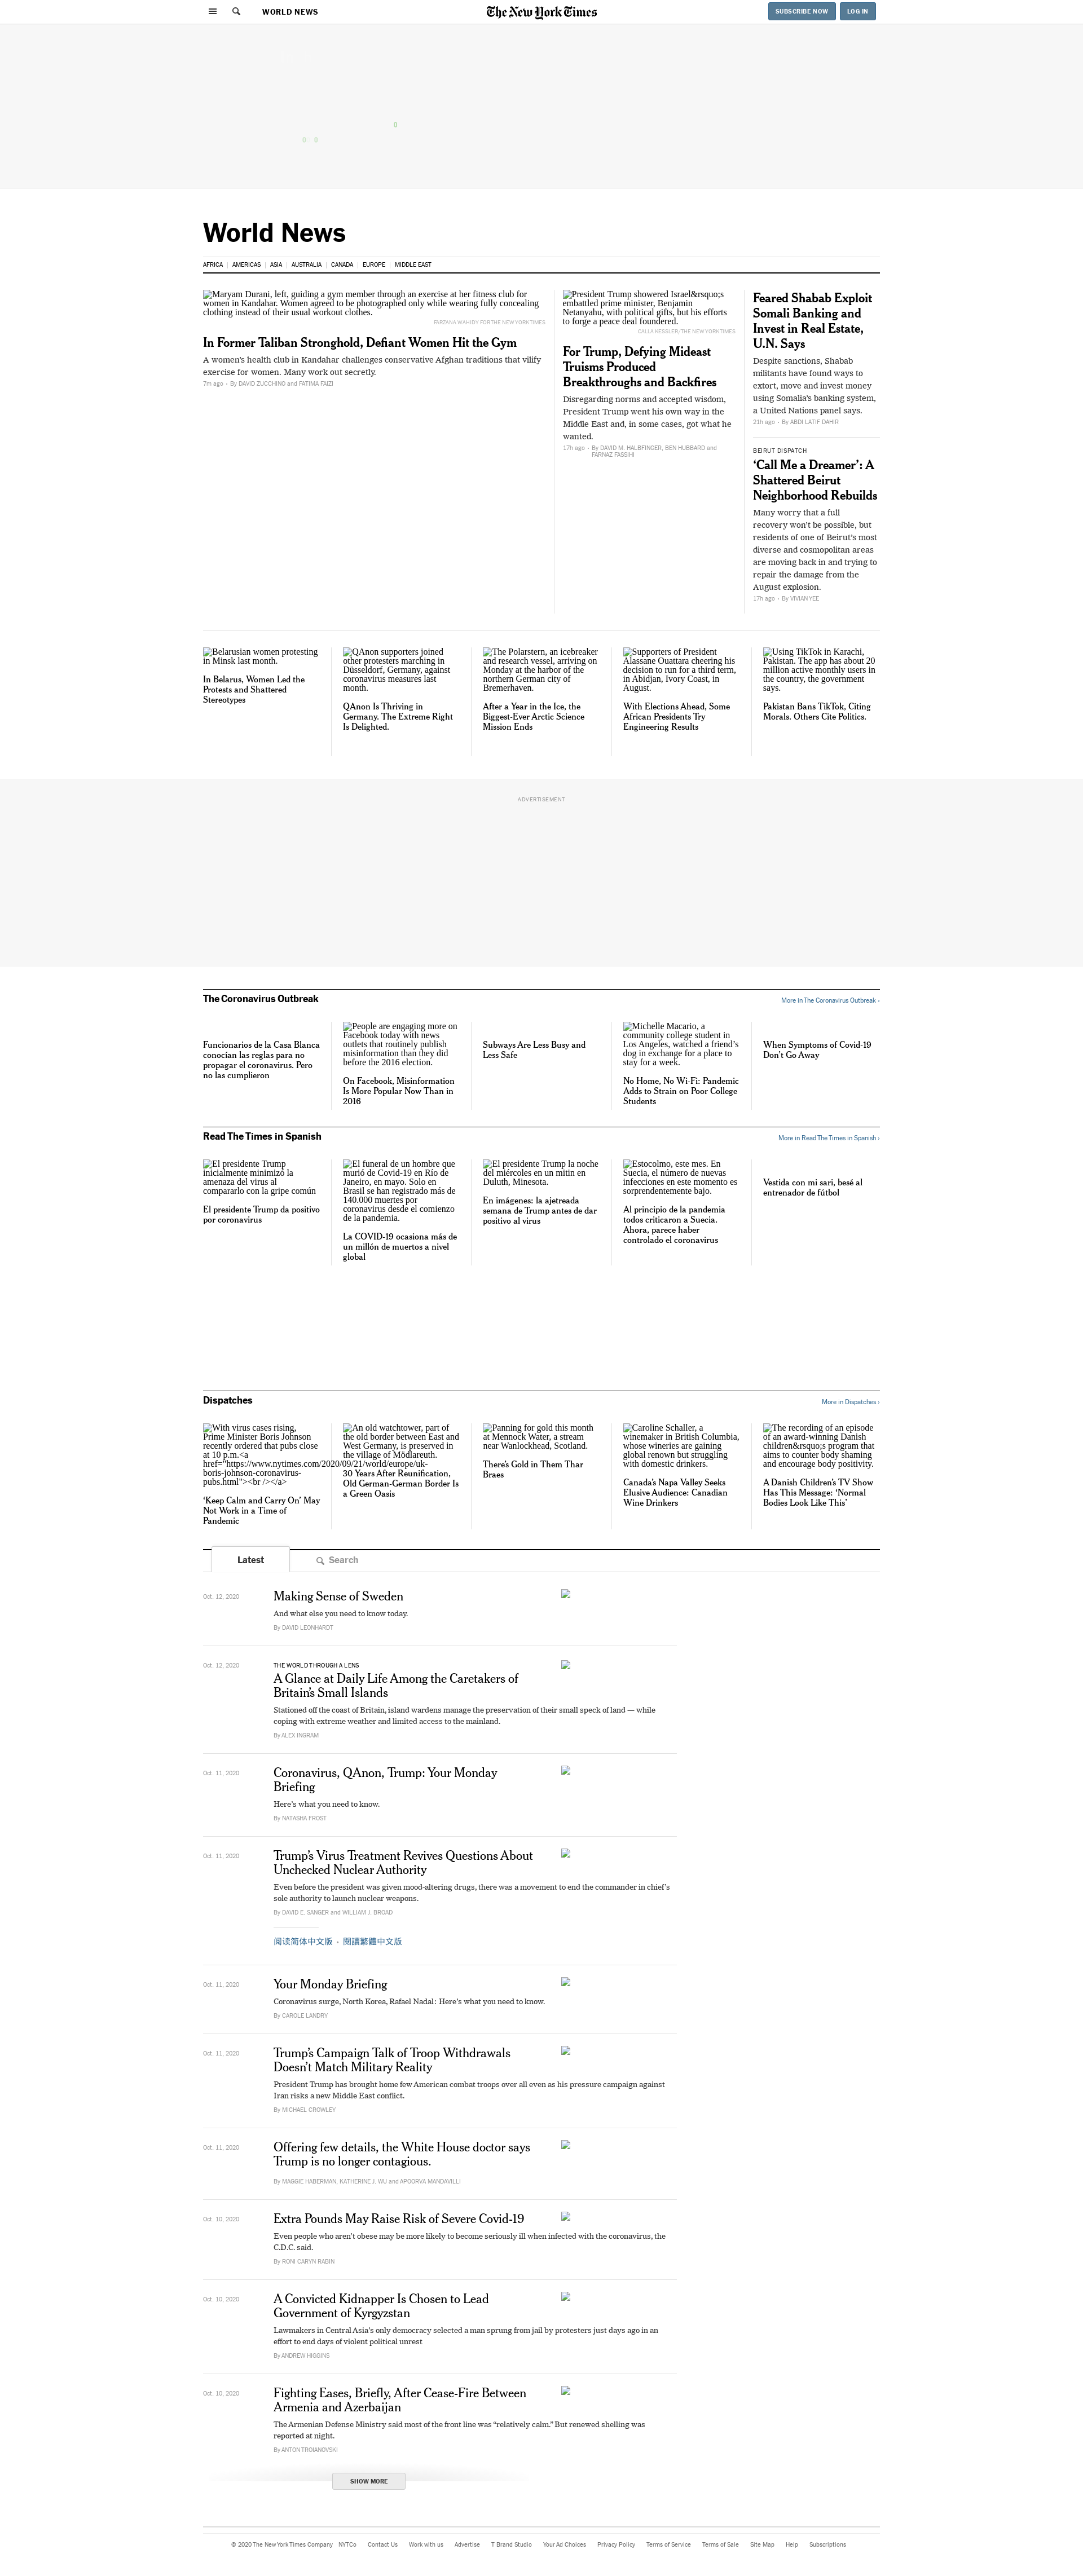 WORLD NEWS
The New York Times
SUBSCRIBE NOW
LOG IN
g
World News
AFRICA
AMERICAS
ASIA
AUSTRALIA
CANADA
EUROPE
MIDDLE EAST
Maryam Durani, left, guiding a gym member through an exercise at her fitness club for
women in Kandahar. Women agreed to be photographed only while wearing fully concealing
clothing instead of their usual workout clothes.
FARZANA WAHIDY FOR THE NEW YORK TIMES
In Former Taliban Stronghold, Defiant Women Hit the Gym
A women's health club in Kandahar challenges conservative Afghan traditions that vilify
exercise for women. Many work out secretly.
7m ago - By DAVID ZUCCHINO and FATIMA FAIZI
President Trump showered Israel&rsquo;s
embattled prime minister, Benjamin
Netanyahu, with political gifts, but his efforts
to forge a peace deal foundered.
CALLA KESSLER/THE NEW YORK TIMES
For Trump, Defying Mideast
Truisms Produced
Breakthroughs and Backfires
Disregarding norms and accepted wisdom,
President Trump went his own way in the
Middle East and, in some cases, got what he
wanted.
17h ago - By DAVID M. HALBFINGER, BEN HUBBARD and
FARNAZ FASSIHI
Feared Shabab Exploit
Somali Banking and
Invest in Real Estate,
U.N. Says
Despite sanctions, Shabab
militants have found ways to
extort, move and invest money
using Somalia's banking system,
a United Nations panel says.
21h ago - By ABDI LATIF DAHIR
BEIRUT DISPATCH
‘Call Me a Dreamer’: A
Shattered Beirut
Neighborhood Rebuilds
Many worry that a full
recovery won't be possible, but
residents of one of Beirut's most
diverse and cosmopolitan areas
are moving back in and trying to
repair the damage from the
August explosion.
17h ago - By VIVIAN YEE
Belarusian women protesting
in Minsk last month.
In Belarus, Women Led the
Protests and Shattered
Stereotypes
QAnon supporters joined
other protesters marching in
Düsseldorf, Germany, against
coronavirus measures last
month.
QAnon Is Thriving in
Germany. The Extreme Right
Is Delighted.
The Polarstern, an icebreaker
and research vessel, arriving on
Monday at the harbor of the
northern German city of
Bremerhaven.
After a Year in the Ice, the
Biggest-Ever Arctic Science
Mission Ends
Supporters of President
Alassane Ouattara cheering his
decision to run for a third term,
in Abidjan, Ivory Coast, in
August.
With Elections Ahead, Some
African Presidents Try
Engineering Results
Using TikTok in Karachi,
Pakistan. The app has about 20
million active monthly users in
the country, the government
says.
Pakistan Bans TikTok, Citing
Morals. Others Cite Politics.
ADVERTISEMENT
The Coronavirus Outbreak
More in The Coronavirus Outbreak ›
Funcionarios de la Casa Blanca
conocían las reglas para no
propagar el coronavirus. Pero
no las cumplieron
People are engaging more on
Facebook today with news
outlets that routinely publish
misinformation than they did
before the 2016 election.
On Facebook, Misinformation
Is More Popular Now Than in
2016
Subways Are Less Busy and
Less Safe
Michelle Macario, a
community college student in
Los Angeles, watched a friend’s
dog in exchange for a place to
stay for a week.
No Home, No Wi-Fi: Pandemic
Adds to Strain on Poor College
Students
When Symptoms of Covid-19
Don’t Go Away
Read The Times in Spanish
More in Read The Times in Spanish ›
El presidente Trump
inicialmente minimizó la
amenaza del virus al
compararlo con la gripe común
El presidente Trump da positivo
por coronavirus
El funeral de un hombre que
murió de Covid-19 en Río de
Janeiro, en mayo. Solo en
Brasil se han registrado más de
140.000 muertes por
coronavirus desde el comienzo
de la pandemia.
La COVID-19 ocasiona más de
un millón de muertos a nivel
global
El presidente Trump la noche
del miércoles en un mitin en
Duluth, Minesota.
En imágenes: la ajetreada
semana de Trump antes de dar
positivo al virus
Estocolmo, este mes. En
Suecia, el número de nuevas
infecciones en este momento es
sorprendentemente bajo.
Al principio de la pandemia
todos criticaron a Suecia.
Ahora, parece haber
controlado el coronavirus
Vestida con mi sari, besé al
entrenador de fútbol
Dispatches
More in Dispatches ›
With virus cases rising,
Prime Minister Boris Johnson
recently ordered that pubs close
at 10 p.m.<a
href="https://www.nytimes.com/2020/09/21/world/europe/uk-
boris-johnson-coronavirus-
pubs.html"><br /></a>
‘Keep Calm and Carry On’ May
Not Work in a Time of
Pandemic
An old watchtower, part of
the old border between East and
West Germany, is preserved in
the village of Mödlareuth.
30 Years After Reunification,
Old German-German Border Is
a Green Oasis
Panning for gold this month
at Mennock Water, a stream
near Wanlockhead, Scotland.
There’s Gold in Them Thar
Braes
Caroline Schaller, a
winemaker in British Columbia,
whose wineries are gaining
global renown but struggling
with domestic drinkers.
Canada’s Napa Valley Seeks
Elusive Audience: Canadian
Wine Drinkers
The recording of an episode
of an award-winning Danish
children&rsquo;s program that
aims to counter body shaming
and encourage body positivity.
A Danish Children’s TV Show
Has This Message: ‘Normal
Bodies Look Like This’
Latest
Search
Oct. 12, 2020
Making Sense of Sweden
And what else you need to know today.
By DAVID LEONHARDT
Oct. 12, 2020
THE WORLD THROUGH A LENS
A Glance at Daily Life Among the Caretakers of
Britain’s Small Islands
Stationed off the coast of Britain, island wardens manage the preservation of their small speck of land — while
coping with extreme weather and limited access to the mainland.
By ALEX INGRAM
Oct. 11, 2020
Coronavirus, QAnon, Trump: Your Monday
Briefing
Here’s what you need to know.
By NATASHA FROST
Oct. 11, 2020
Trump’s Virus Treatment Revives Questions About
Unchecked Nuclear Authority
Even before the president was given mood-altering drugs, there was a movement to end the commander in chief’s
sole authority to launch nuclear weapons.
By DAVID E. SANGER and WILLIAM J. BROAD
阅读简体中文版 - 閱讀繁體中文版
Oct. 11, 2020
Your Monday Briefing
Coronavirus surge, North Korea, Rafael Nadal: Here’s what you need to know.
By CAROLE LANDRY
Oct. 11, 2020
Trump’s Campaign Talk of Troop Withdrawals
Doesn’t Match Military Reality
President Trump has brought home few American combat troops over all even as his pressure campaign against
Iran risks a new Middle East conflict.
By MICHAEL CROWLEY
Oct. 11, 2020
Offering few details, the White House doctor says
Trump is no longer contagious.
By MAGGIE HABERMAN, KATHERINE J. WU and APOORVA MANDAVILLI
Oct. 10, 2020
Extra Pounds May Raise Risk of Severe Covid-19
Even people who aren’t obese may be more likely to become seriously ill when infected with the coronavirus, the
C.D.C. said.
By RONI CARYN RABIN
Oct. 10, 2020
A Convicted Kidnapper Is Chosen to Lead
Government of Kyrgyzstan
Lawmakers in Central Asia’s only democracy selected a man sprung from jail by protesters just days ago in an
effort to end days of violent political unrest
By ANDREW HIGGINS
Oct. 10, 2020
Fighting Eases, Briefly, After Cease-Fire Between
Armenia and Azerbaijan
The Armenian Defense Ministry said most of the front line was “relatively calm.” But renewed shelling was
reported at night.
By ANTON TROIANOVSKI
SHOW MORE
© 2020 The New York Times Company
NYTCo
Contact Us
Work with us
Advertise
T Brand Studio
Your Ad Choices
Privacy Policy
Terms of Service
Terms of Sale
Site Map
Help
Subscriptions